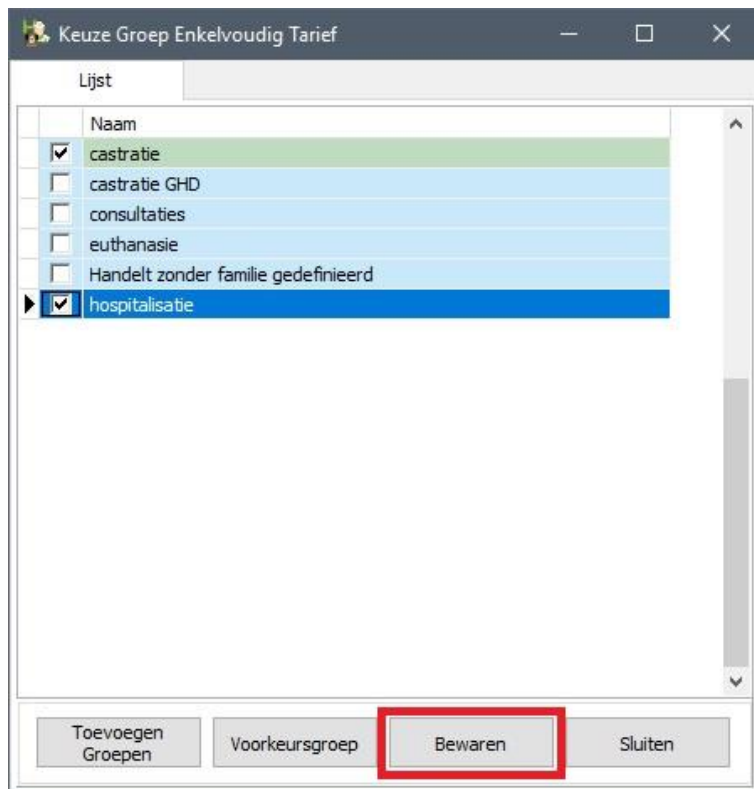 Keuze Groep Enkelvoudig Tarief
Lijst
Naam
castratie
castratie GHD
consultaties
euthanasie
Handelt zonder familie gedefinieerd
hospitalisatie
Toevoegen
Groepen
Voorkeursgroep
Bewaren
Sluiten